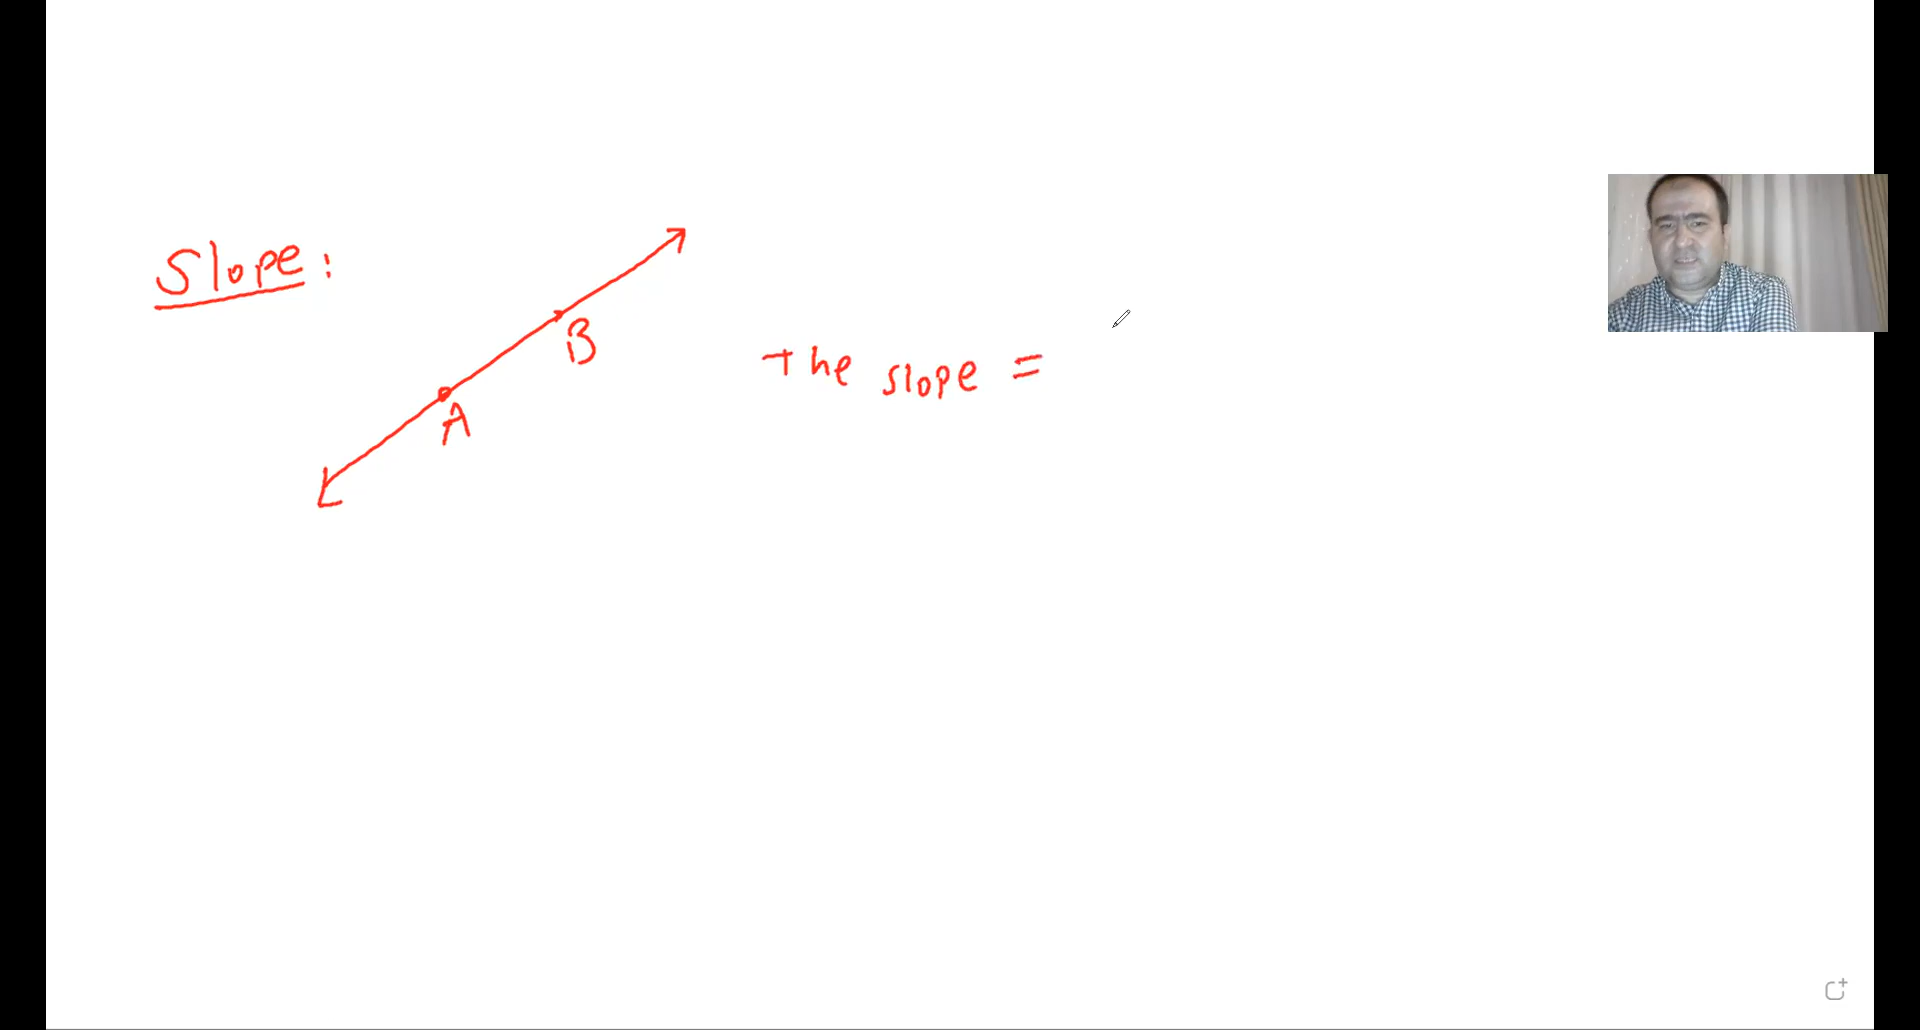 Slope:
B
The slope =
A